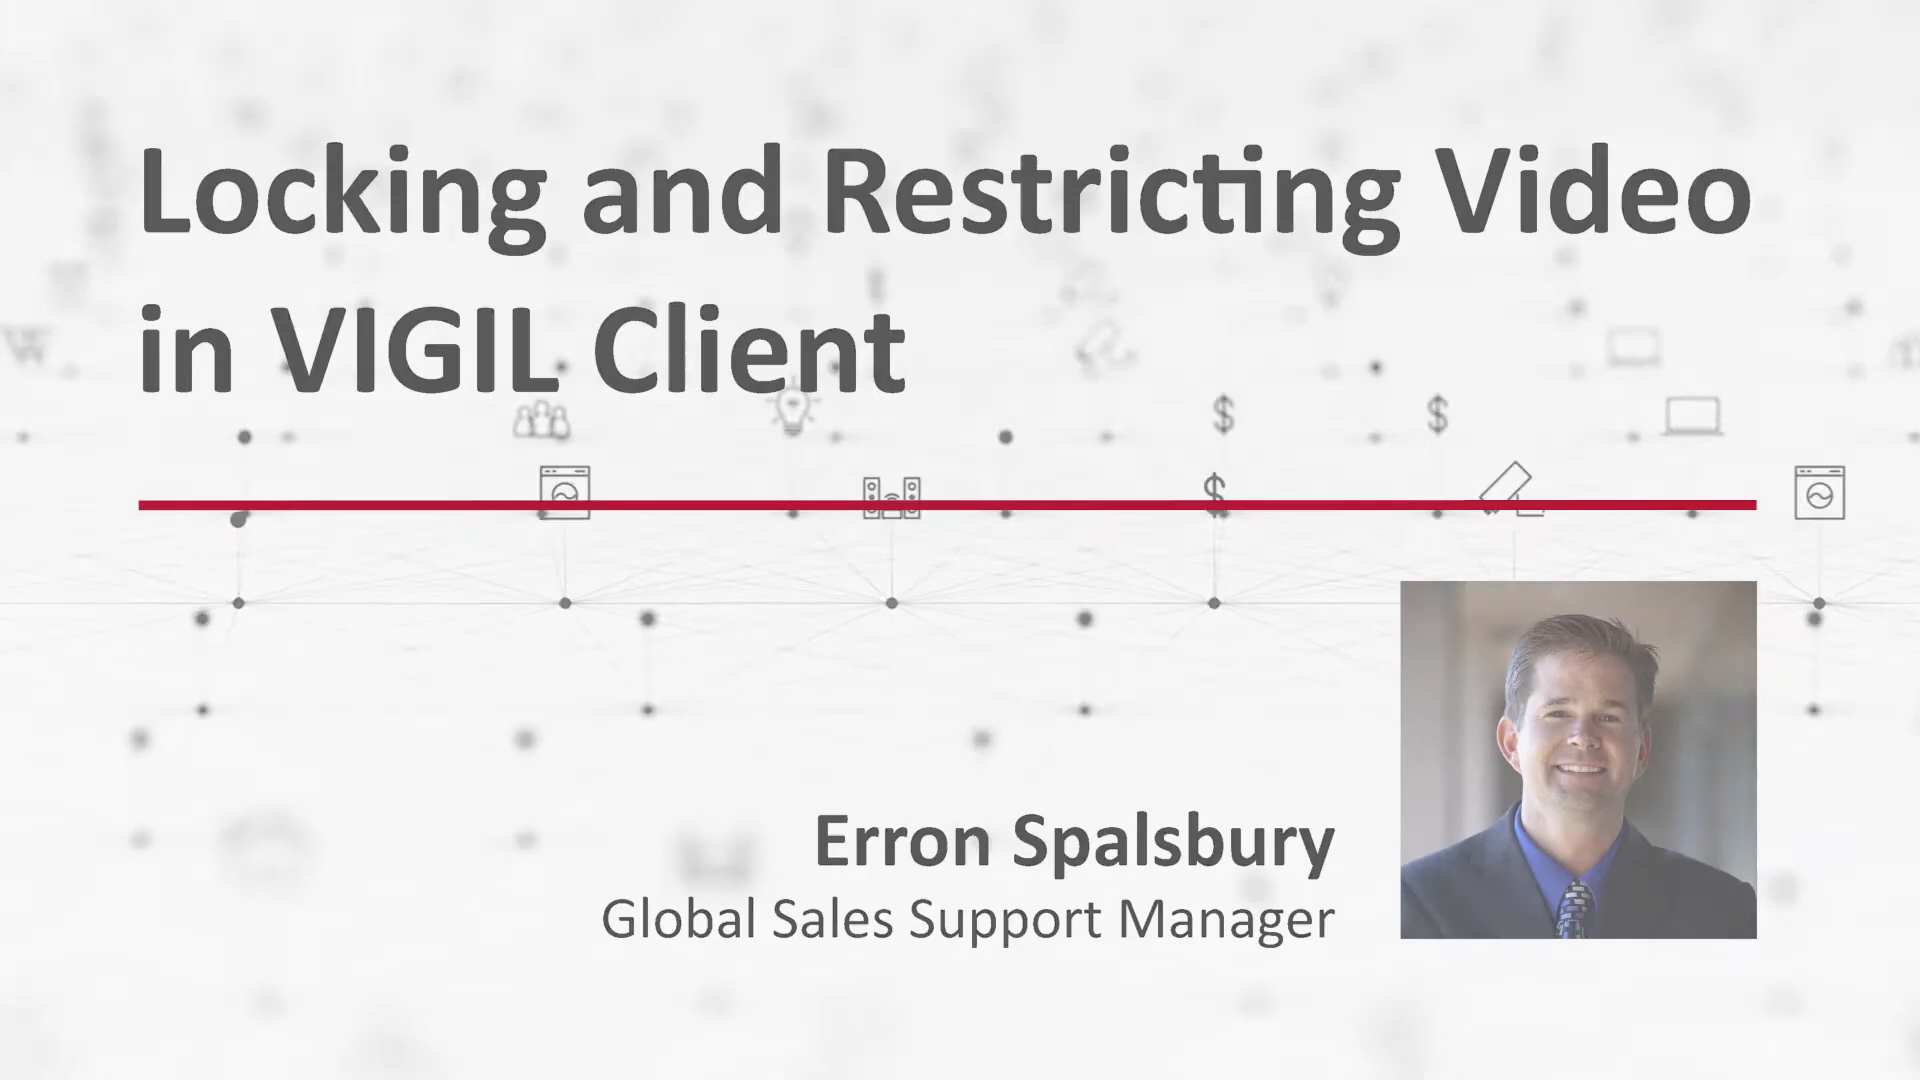 Locking and Restricting Video
in VIGIL Client
Erron Spalsbury
Global Sales Support Manager